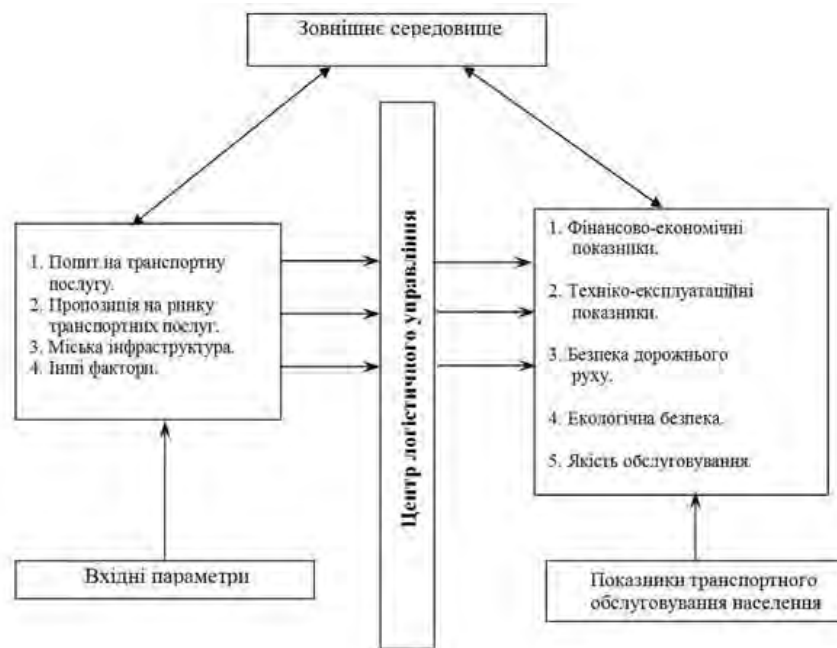 Зовнішнє середовище
1. Попит на транспортну
послугу.
2. Пропозиція на ринку
транспортних послуг.
3. Міська інфраструктура.
4. Інші фактори.
Центр логістичного управління
1. Фінансово-економічні
показники.
2. Техніко-експлуатаційні
показники.
3. Безпека дорожнього
руху.
4. Екологічна безпека.
5. Якість обслуговування.
Вхідні параметри
Показники транспортного
обслуговування населення